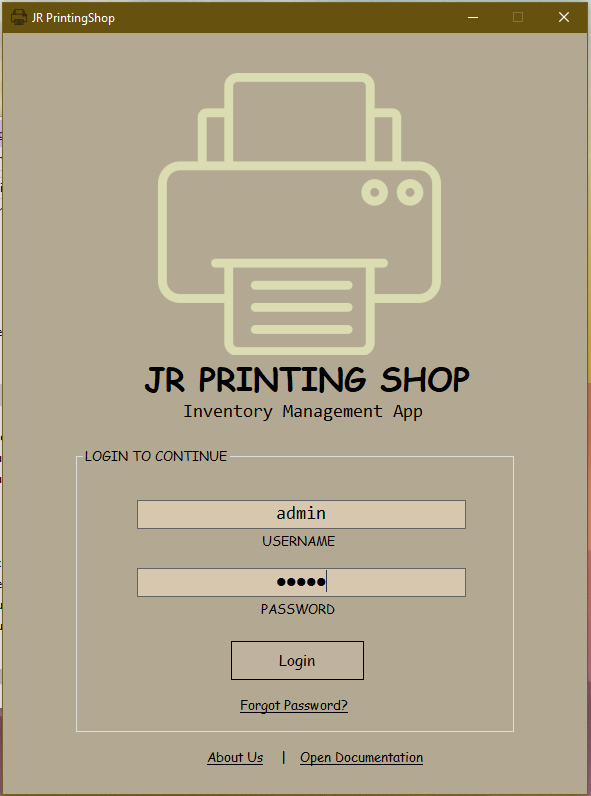 JR PrintingShop
JR PRINTING SHOP
Inventory Management App
LOGIN TO CONTINUE
admin
USERNAME
●●●●●
PASSWORD
Login
Forgot Password?
About Us | Open Documentation